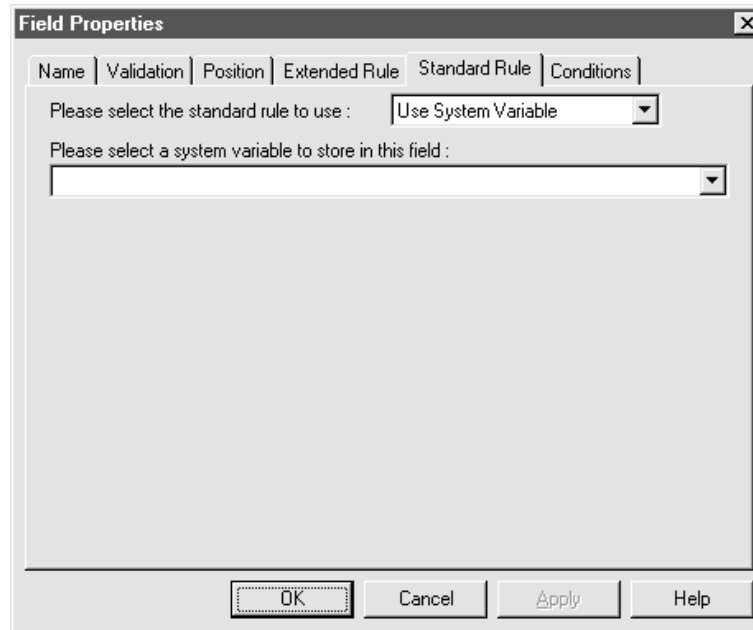 Field Properties
Name Validation Position Extended Rule Standard Rule Conditions
Please select the standard rule to use : Use System Variable
Please select a system variable to store in this field :
OK Cancel Apply Help